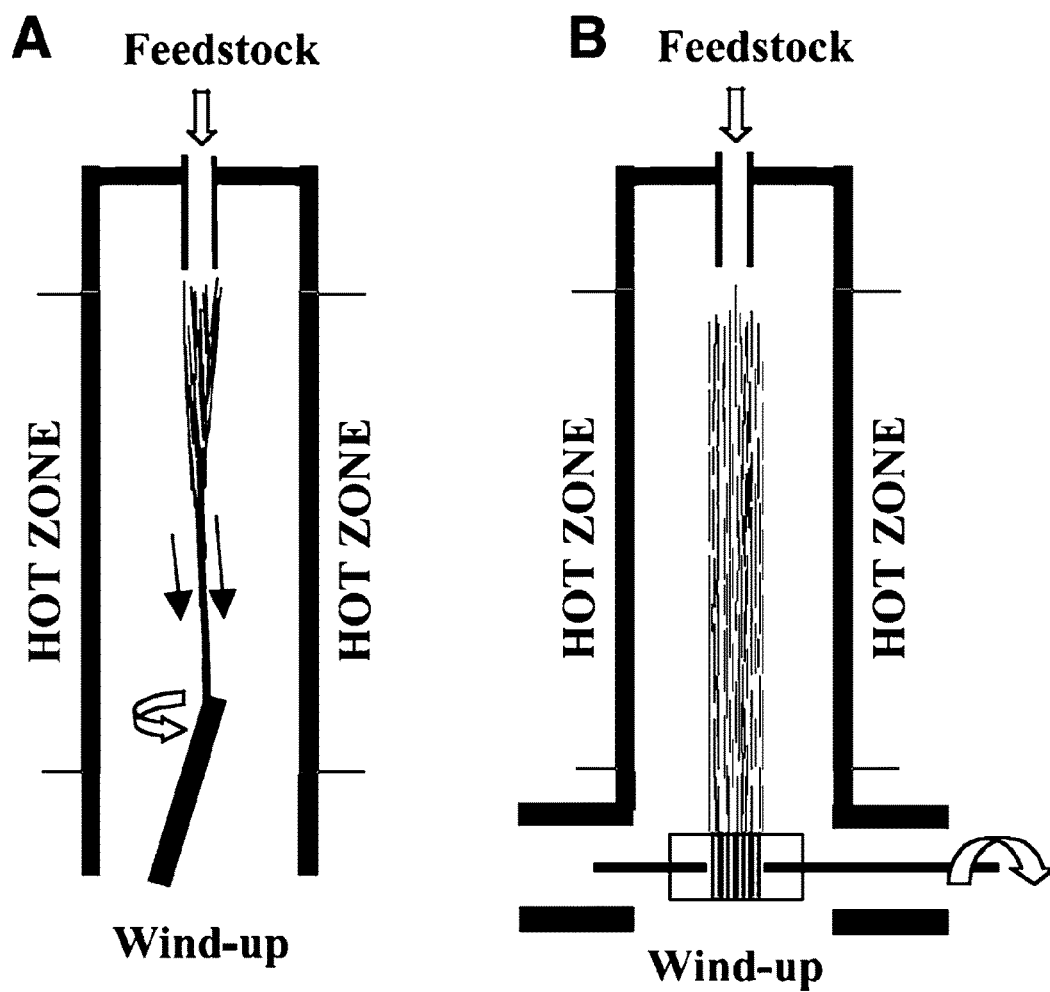 A
Feedstock
HOT ZONE
HOT ZONE
Wind-up
B
Feedstock
HOT ZONE
HOT ZONE
Wind-up